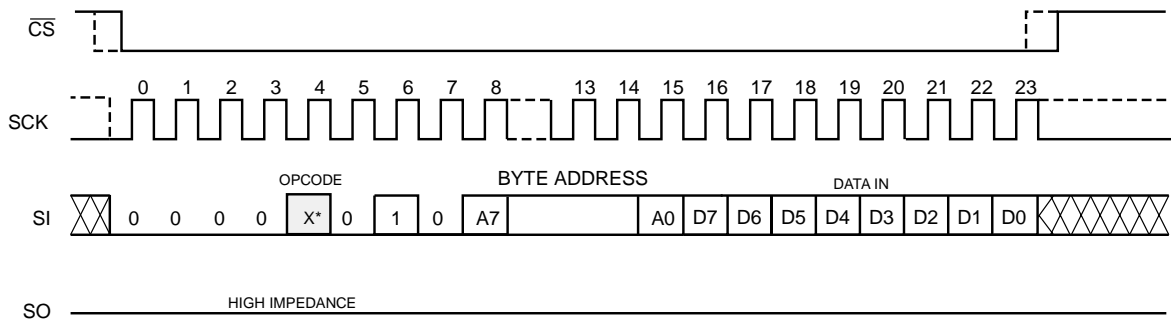 CS
0 1 2 3 4 5 6 7 8 13 14 15 16 17 18 19 20 21 22 23
SCK
OPCODE BYTE ADDRESS DATA IN
SI 0 0 0 0 X* 0 1 0 A7 A0 D7 D6 D5 D4 D3 D2 D1 D0
HIGH IMPEDANCE
SO